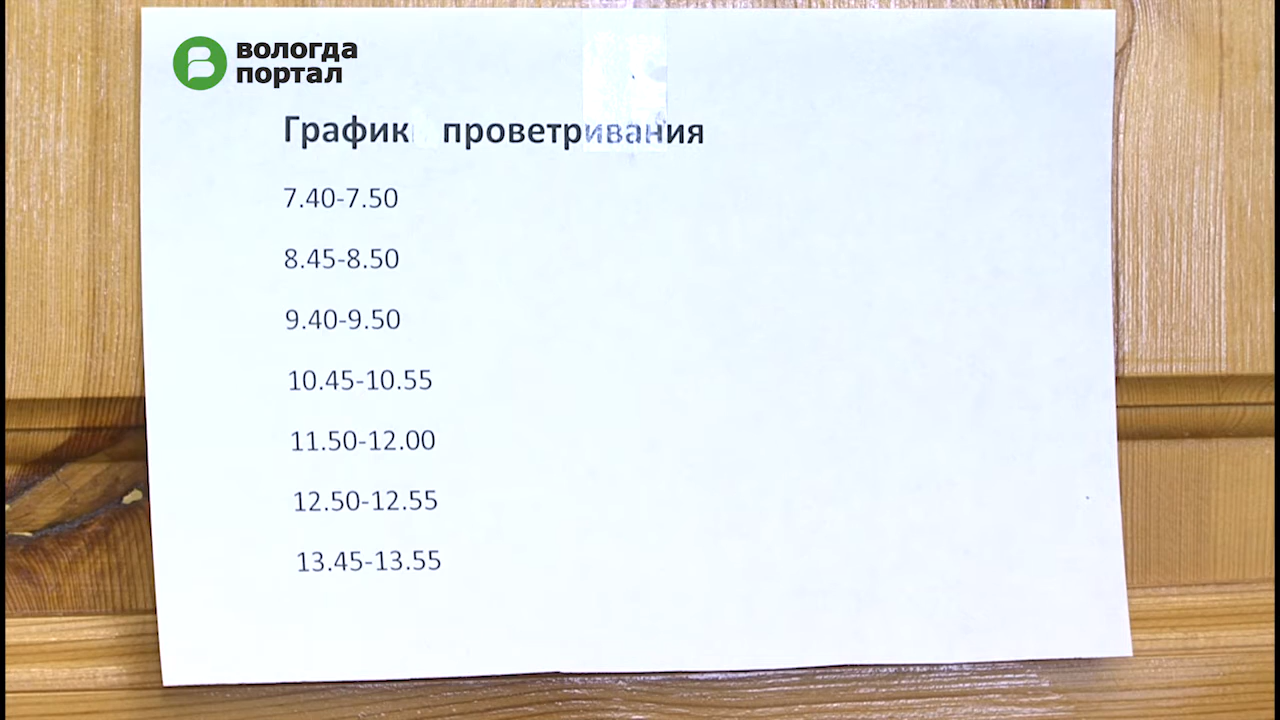 вологда
портал
График проветривания
7.40-7.50
8.45-8.50
9.40-9.50
10.45-10.55
11.50-12.00
12.50-12.55
13.45-13.55